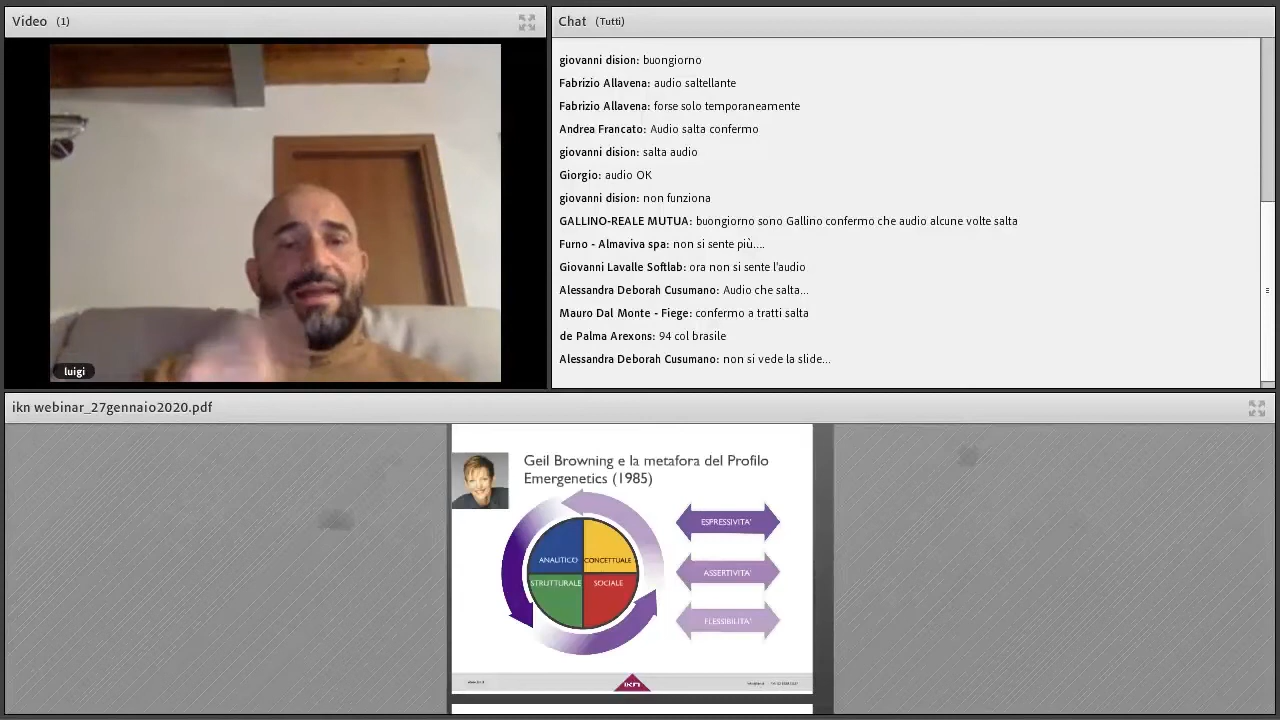 Video (1)
luigi
Chat (Tutti)
giovanni dision: buongiorno
Fabrizio Allavena: audio saltellante
Fabrizio Allavena: forse solo temporaneamente
Andrea Francato: Audio salta confermo
giovanni dision: salta audio
Giorgio: audio OK
giovanni dision: non funziona
GALLINO-REALE MUTUA: buongiorno sono Gallino confermo che audio alcune volte salta
Furno - Almaviva spa: non si sente più....
Giovanni Lavalle Softlab: ora non si sente l'audio
Alessandra Deborah Cusumano: Audio che salta...
Mauro Dal Monte - Fiege: confermo a tratti salta
de Palma Arexons: 94 col brasile
Alessandra Deborah Cusumano: non si vede la slide...
ikn webinar_27gennaio2020.pdf
Geil Browning e la metafora del Profilo
Emergenetics (1985)
ANALITICO
CONCETTUALE
STRUTTURALE
SOCIALE
ESPRESSIVITA'
ASSERTIVITA'
FLESSIBILITA'
ikn